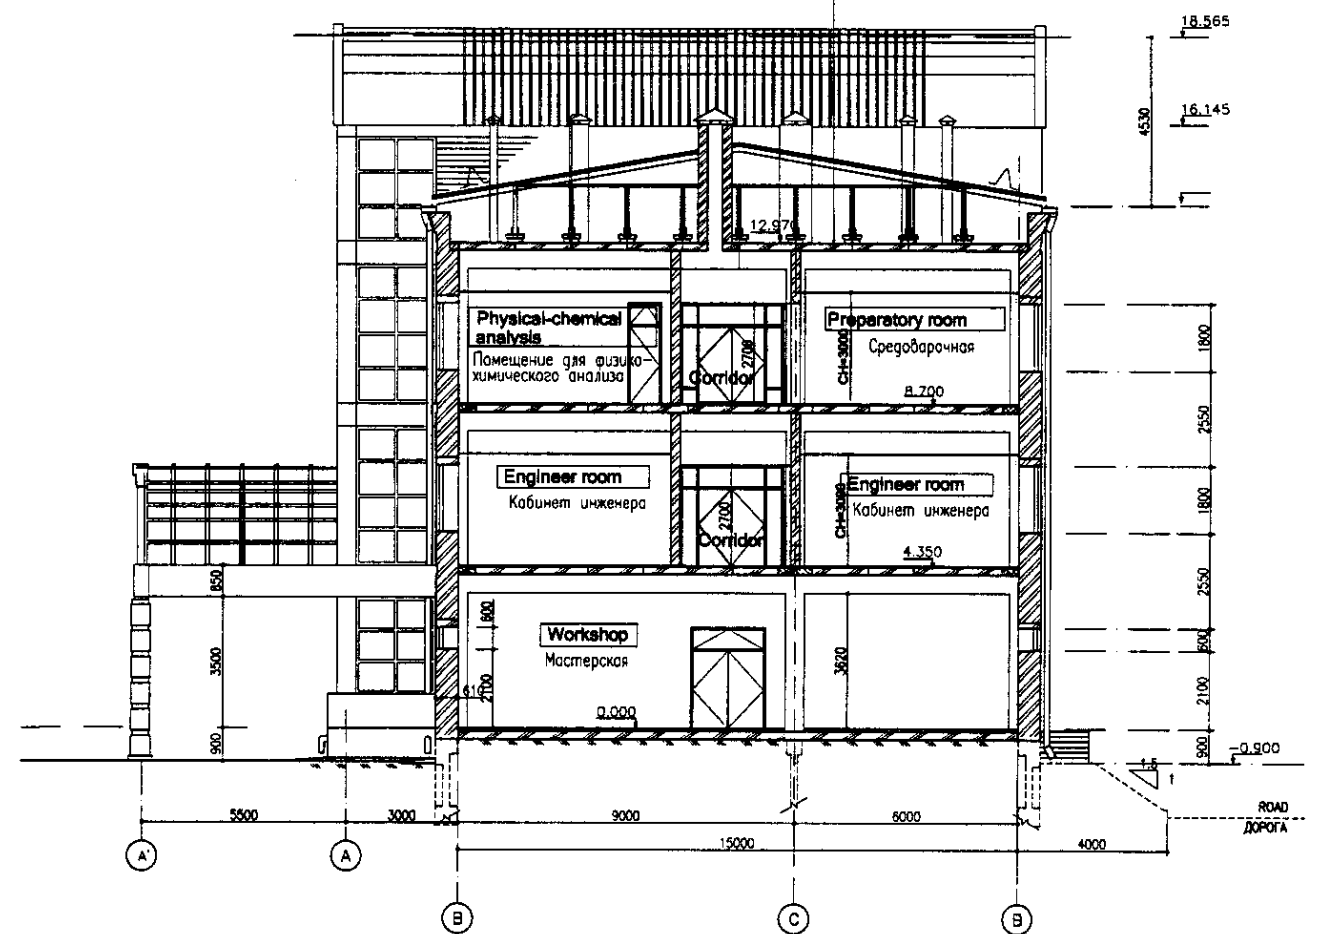 18.565
4530
16.145
12.970
Physical-chemical
analysis
Помещение для физико-
химического анализа
2700
Corridor
Preparatory room
Средоварочная
CH=3000
8.700
1800
2550
Engineer room
Кабинет инженера
2700
Corridor
Engineer room
Кабинет инженера
CH=3000
4.350
1800
2550
850
3500
900
600
2100
610
Workshop
Мастерская
0.000
3620
600
2100
900
-0.900
1.5
1
ROAD
ДОРОГА
5500
3000
9000
6000
15000
4000
A'
A
B
C
B